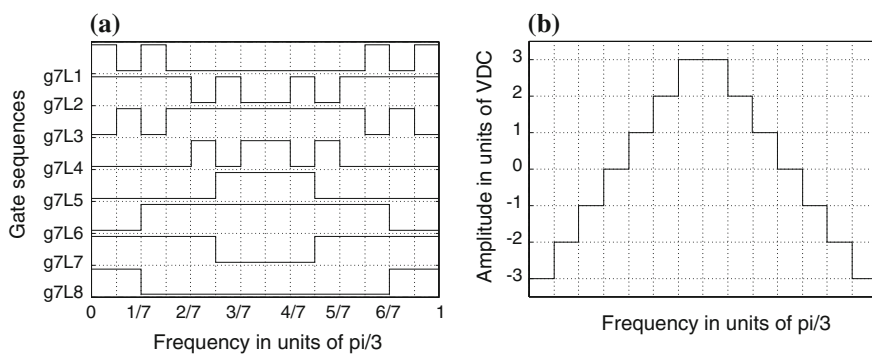 (a)
Gate sequences
g7L1
g7L2
g7L3
g7L4
g7L5
g7L6
g7L7
g7L8
0 1/7 2/7 3/7 4/7 5/7 6/7 1
Frequency in units of pi/3
(b)
Amplitude in units of VDC
3
2
1
0
-1
-2
-3
Frequency in units of pi/3